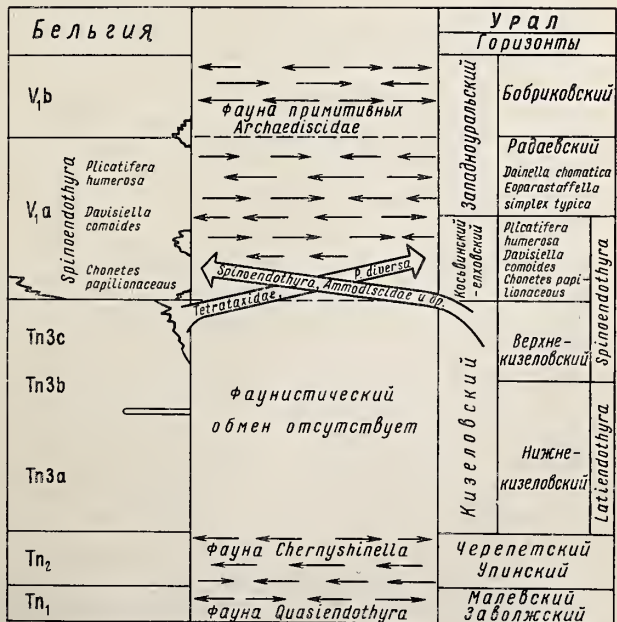 Бельгия
V₁b
V₁a
Spinoendothyra
Plicatifera
humerosa
Davisiella
comoides
Chonetes
papilionaceus
Tn3c
Tn3b
Tn3a
Tn₂
Tn₁
Фауна примитивных
Archaediscidae
P. diversa
Tetrataxidae,
Spinoendothyra, Ammodiscidae и др.
Фаунистический
обмен отсутствует
Фауна Chernyshinella
Фауна Quasiendothyra
Урал
Горизонты
Западноуральский
Бобриковский
Радаевский
Dainella chomatica
Eoparastaffella
simplex typica
Косьвинский
-елховский
Plicatifera
humerosa
Davisiella
comoides
Chonetes papi-
lionaceus
Spinoendothyra
Кизеловский
Верхне-
кизеловский
Нижне-
кизеловский
Latiendothyra
Черепетский
Упинский
Малевский
Заволжский